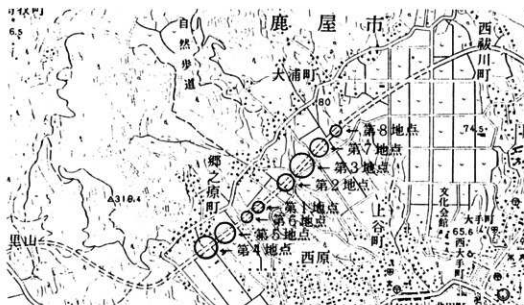 鹿屋市
西祓川町
自然歩道
大浦町
6.5
80
74.5
第8地点
第7地点
第3地点
第2地点
郷之原町
第1地点
第6地点
第5地点
第4地点
△318.4
上谷町
文化会館
大手町
65.6
西大手町
西原
里山